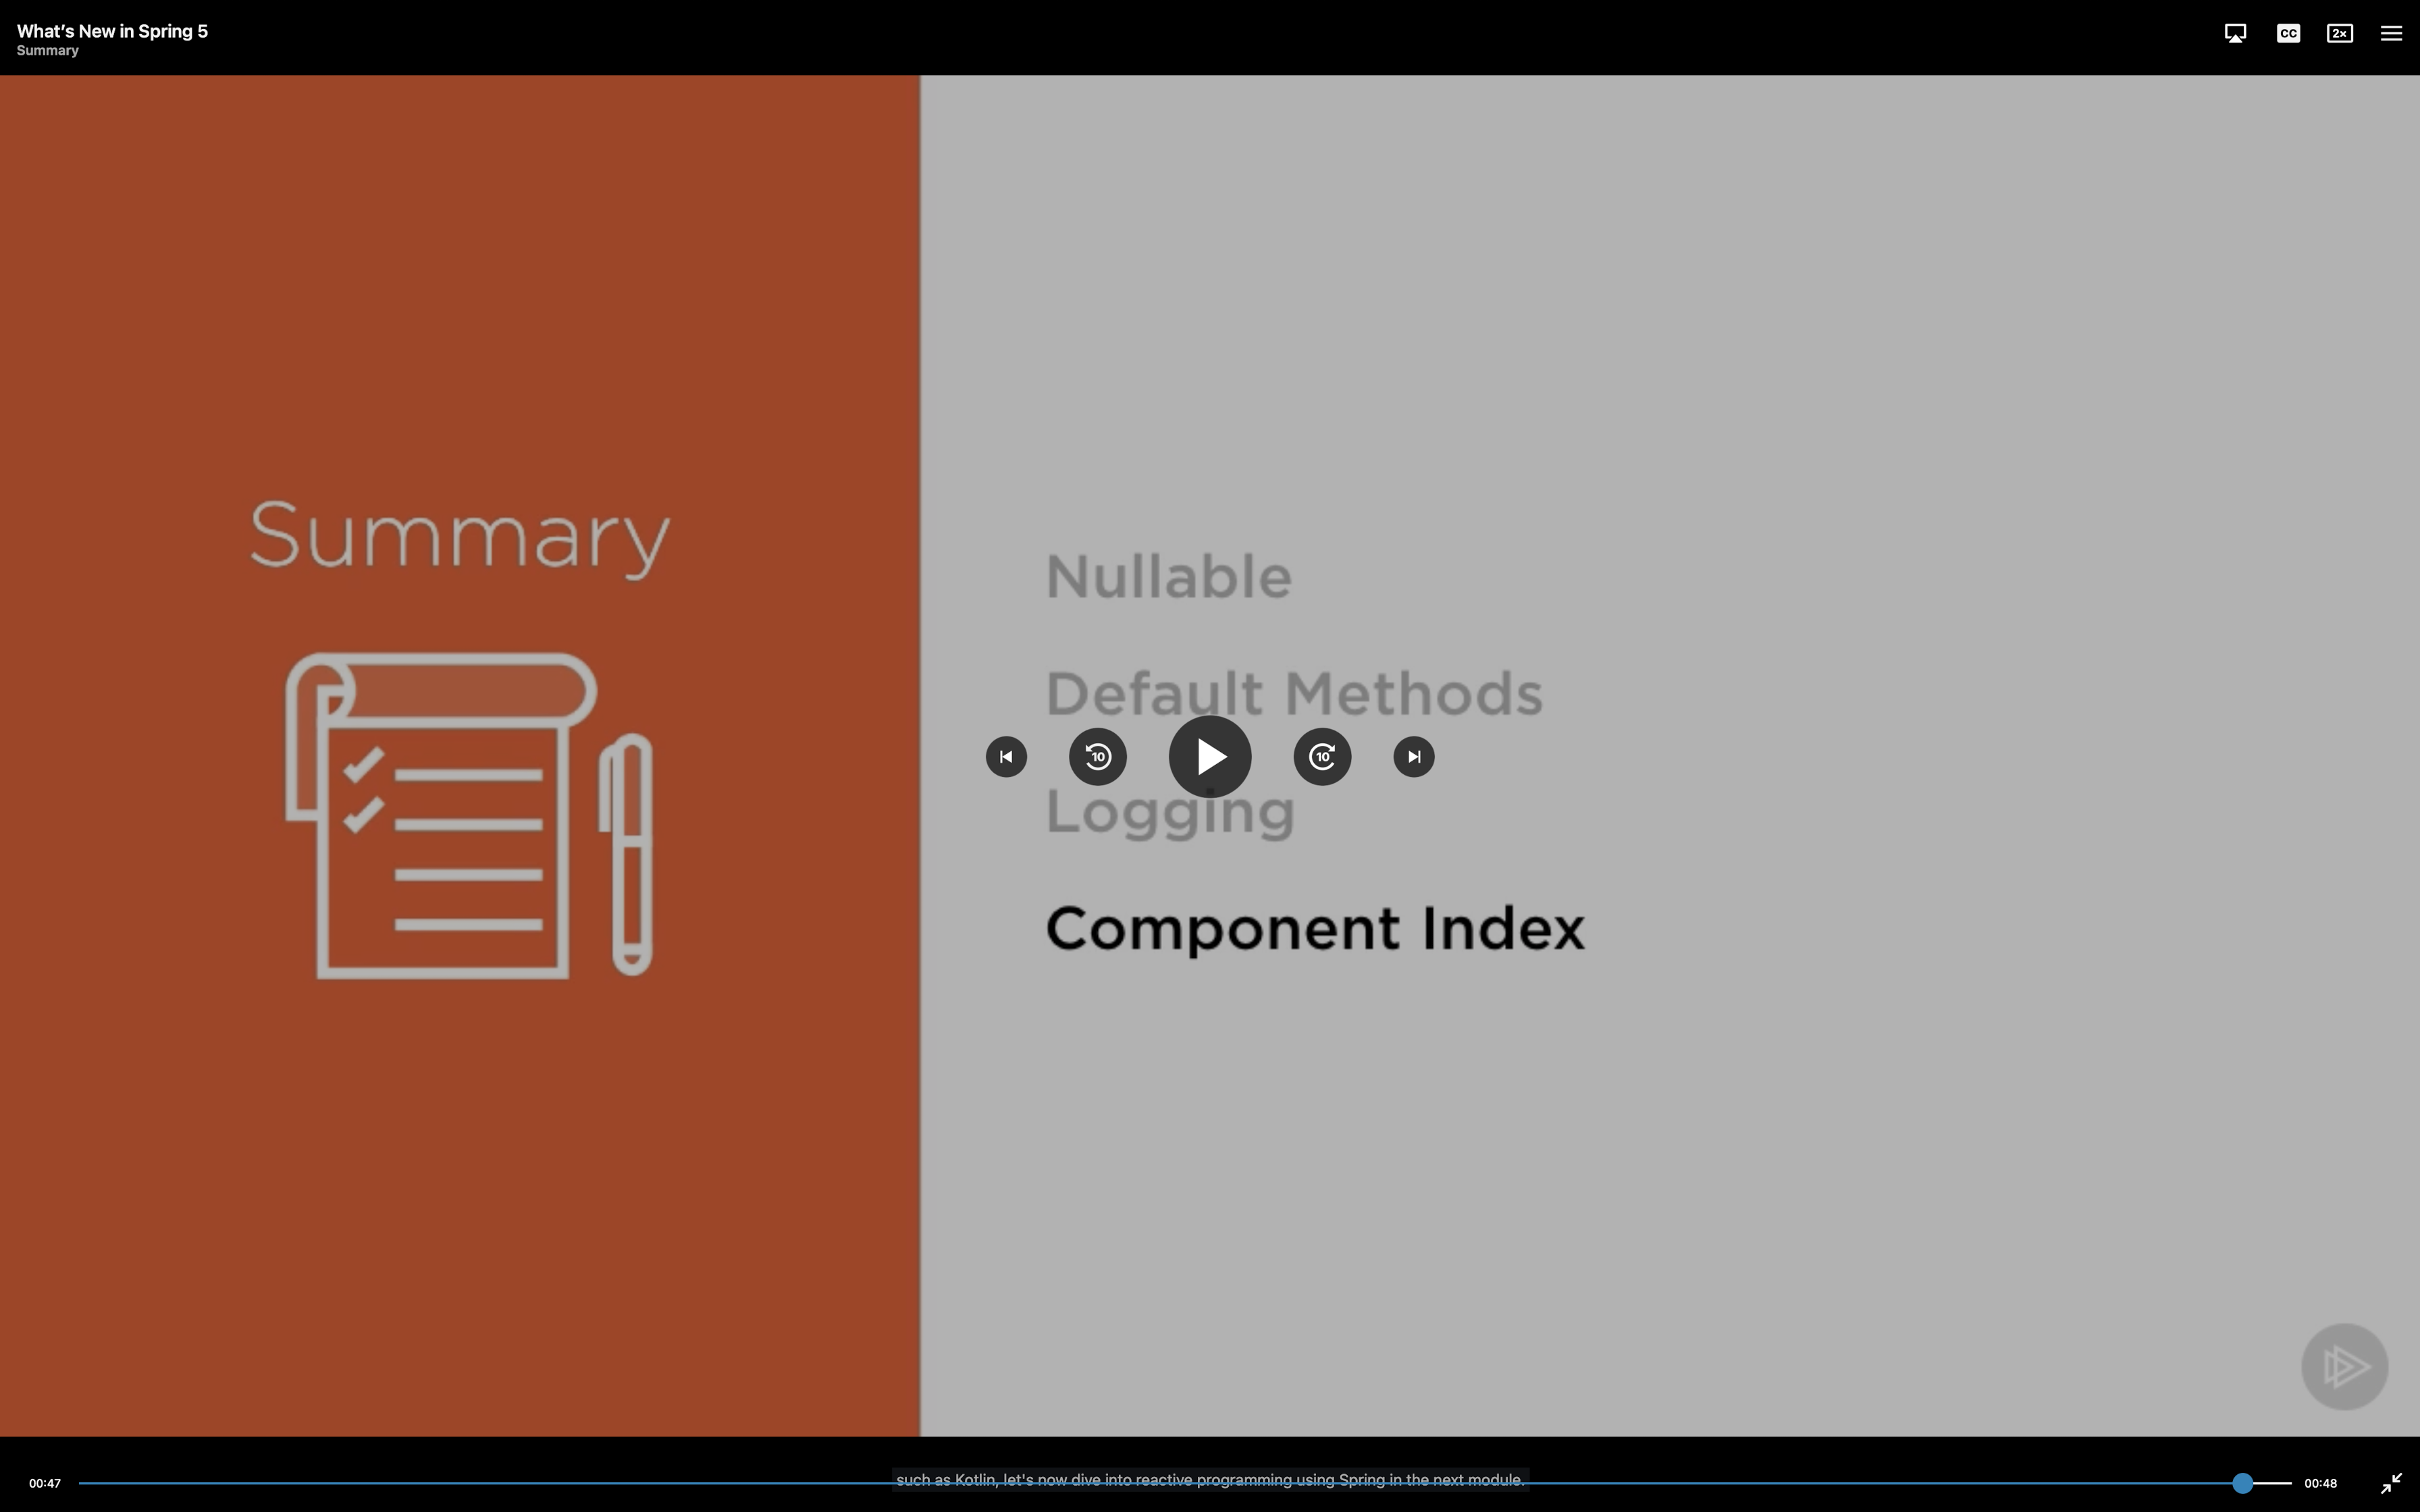 What's New in Spring 5
Summary
CC
2×
Summary
Nullable
Default Methods
10
10
Logging
Component Index
such as Kotlin, let's now dive into reactive programming using Spring in the next module.
00:47
00:48